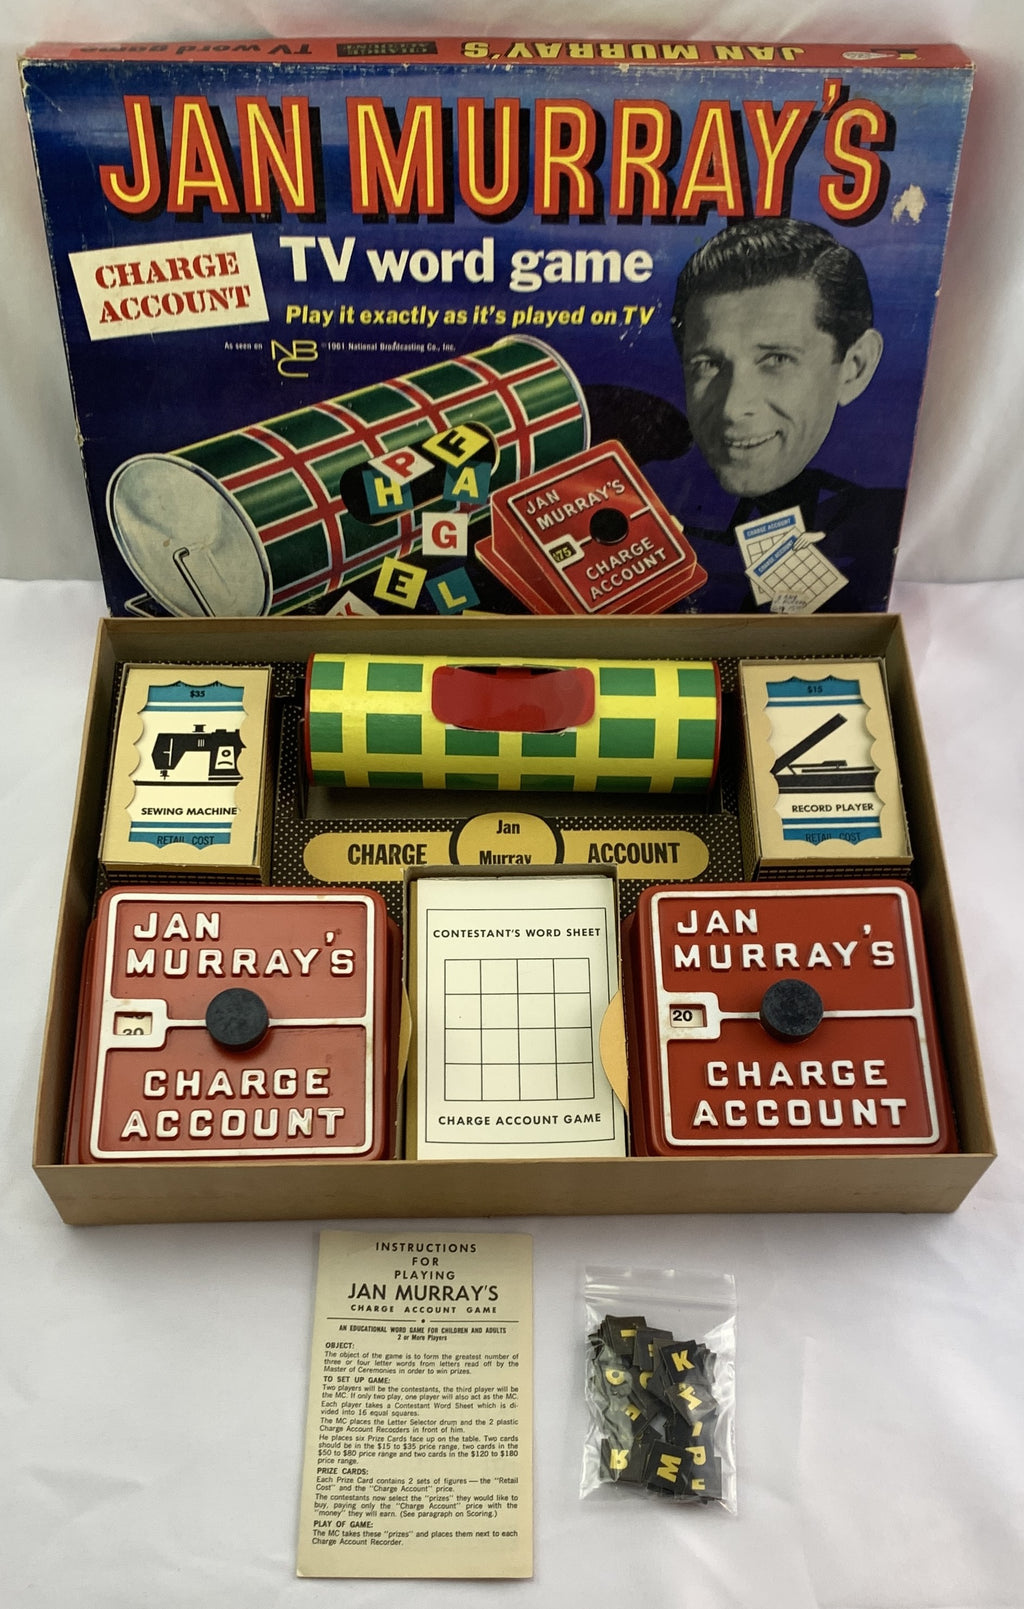 TV word game CHARGE ACCOUNT JAN MURRAY'S
JAN MURRAY'S
CHARGE
ACCOUNT
TV word game
Play it exactly as it's played on TV
As seen on NBC ©1961 National Broadcasting Co., Inc.
F
P
H
A
G
E
L
JAN
MURRAY'S
$75
CHARGE
ACCOUNT
CHARGE ACCOUNT
CHARGE ACCOUNT
$35
SEWING MACHINE
RETAIL COST
$15
RECORD PLAYER
RETAIL COST
CHARGE
Jan
Murray
ACCOUNT
JAN
MURRAY'S
30
CHARGE
ACCOUNT
CONTESTANT'S WORD SHEET
CHARGE ACCOUNT GAME
JAN
MURRAY'S
20
CHARGE
ACCOUNT
INSTRUCTIONS
FOR
PLAYING
JAN MURRAY'S
CHARGE ACCOUNT GAME
AN EDUCATIONAL WORD GAME FOR CHILDREN AND ADULTS
2 or More Players
OBJECT:
The object of the game is to form the greatest number of
three or four letter words from letters read off by the
Master of Ceremonies in order to win prizes.
TO SET UP GAME:
Two players will be the contestants, the third player will be
the MC. If only two play, one player will also act as the MC.
Each player takes a Contestant Word Sheet which is di-
vided into 16 equal squares.
The MC places the Letter Selector drum and the 2 plastic
Charge Account Recorders in front of him.
He places six Prize Cards face up on the table. Two cards
should be in the $15 to $35 price range, two cards in the
$50 to $80 price range and two cards in the $120 to $180
price range.
PRIZE CARDS:
Each Prize Card contains 2 sets of figures — the "Retail
Cost" and the "Charge Account" price.
The contestants now select the "prizes" they would like to
buy, paying only the "Charge Account" price with the
"money" they will earn. (See paragraph on Scoring.)
PLAY OF GAME:
The MC takes these "prizes" and places them next to each
Charge Account Recorder.
K
O
R
M
P